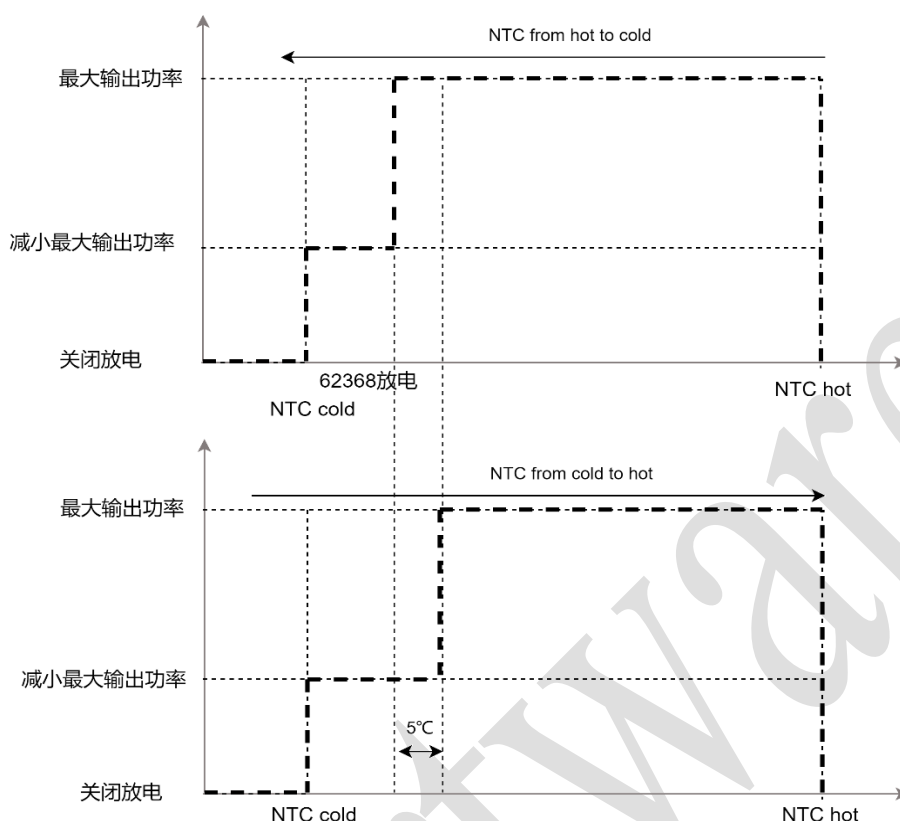 NTC from hot to cold
最大输出功率
减小最大输出功率
关闭放电
62368放电
NTC cold
NTC hot
NTC from cold to hot
最大输出功率
减小最大输出功率
5℃
关闭放电
NTC cold
NTC hot